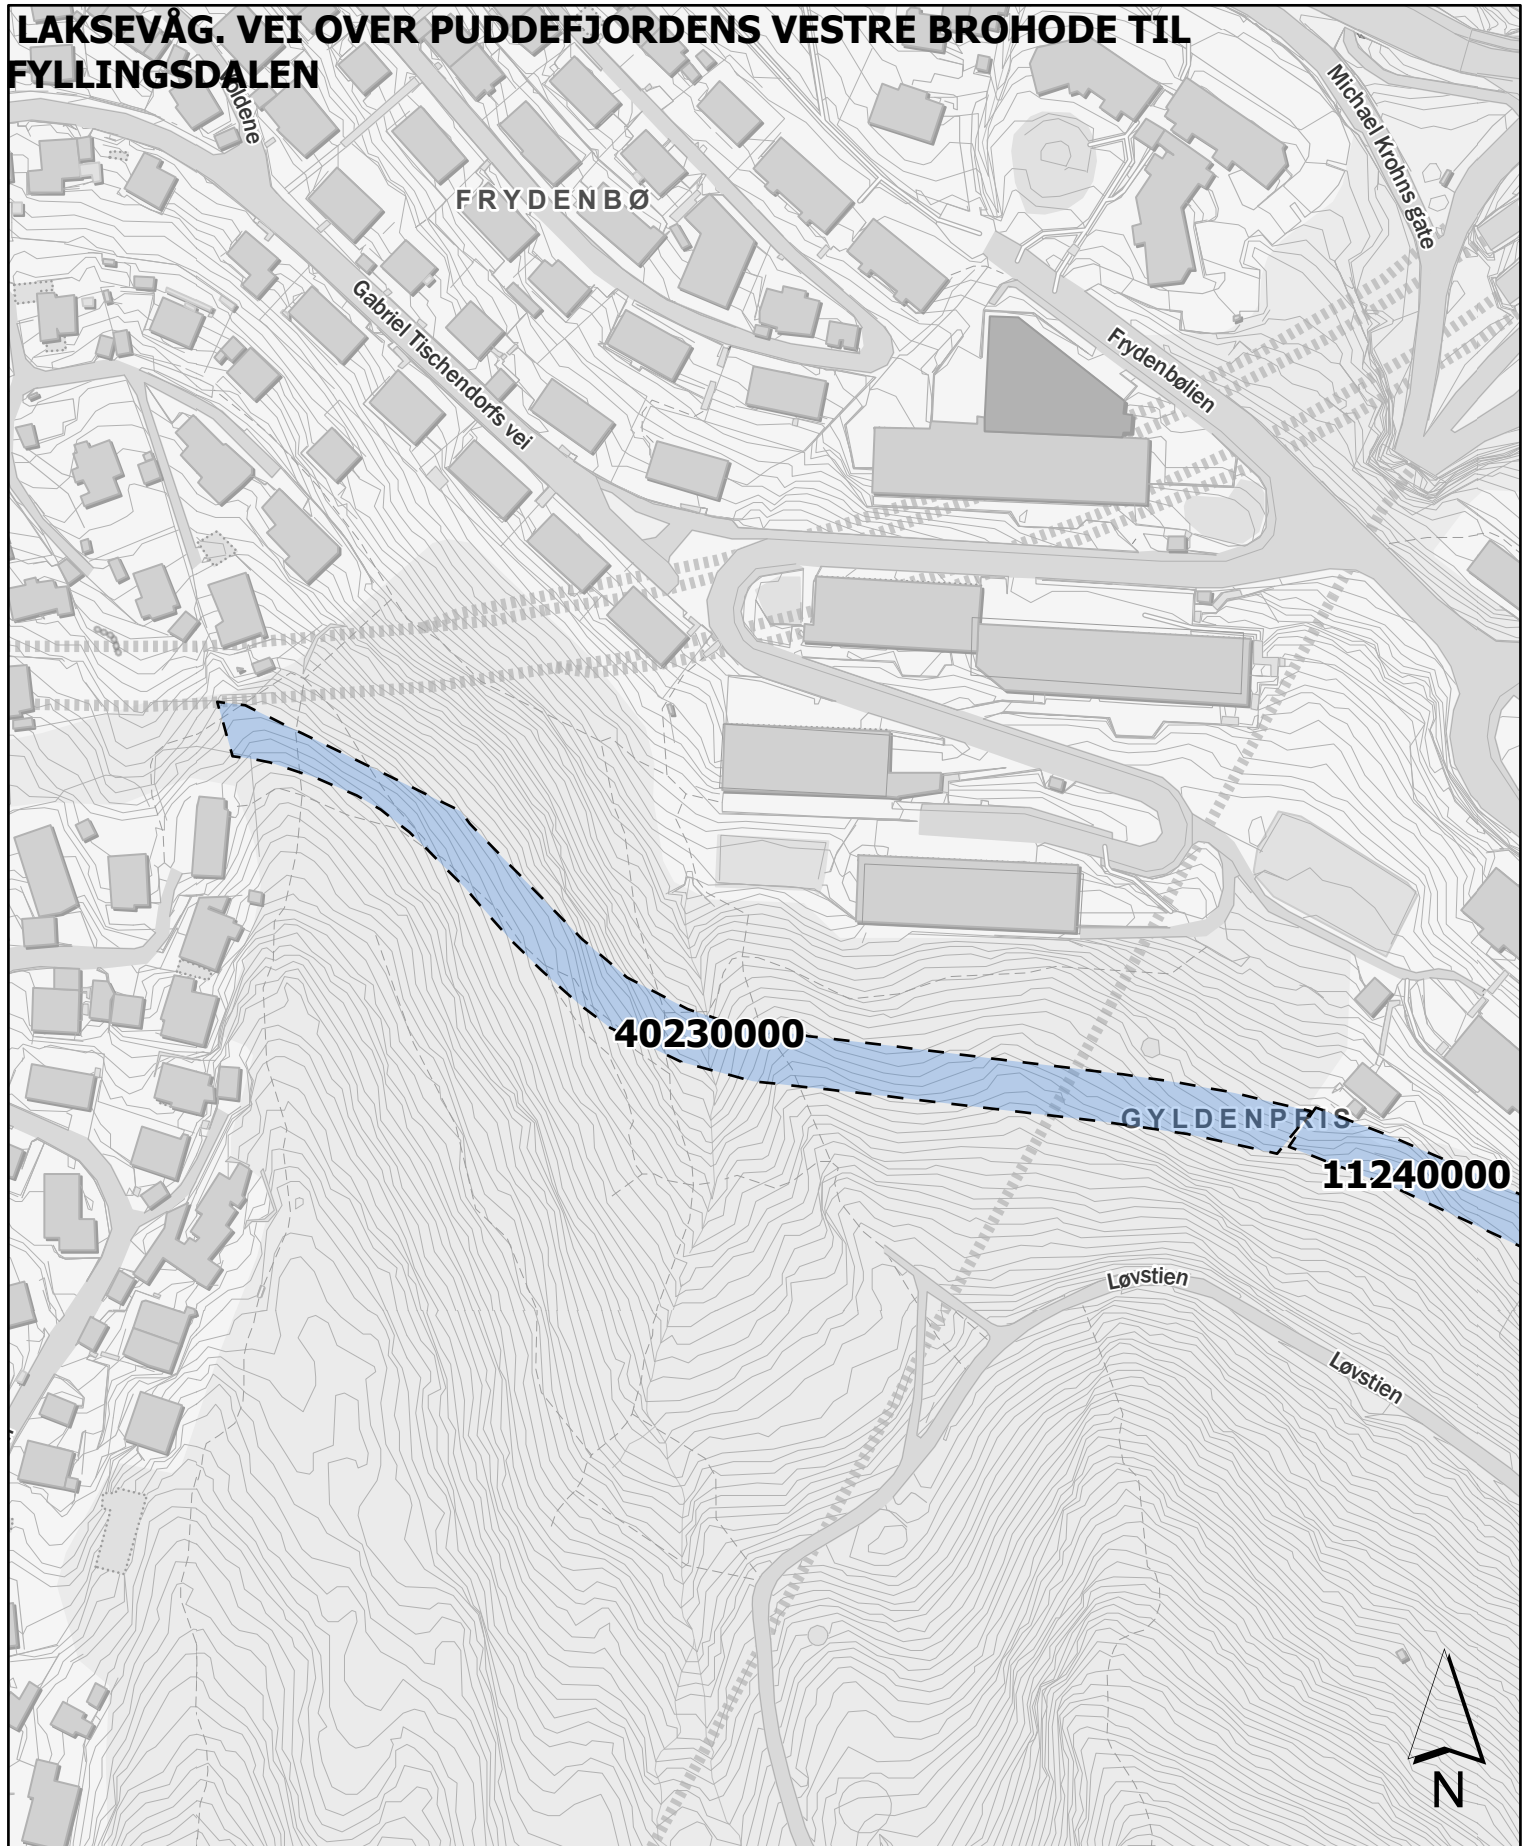 LAKSEVÅG. VEI OVER PUDDEFJORDENS VESTRE BROHODE TIL
FYLLINGSDALEN
Michael Krohns gate
FRYDENBØ
Gabriel Tischendorfs vei
Frydenbølien
40230000
GYLDENPRIS
11240000
Løvstien
Løvstien
N